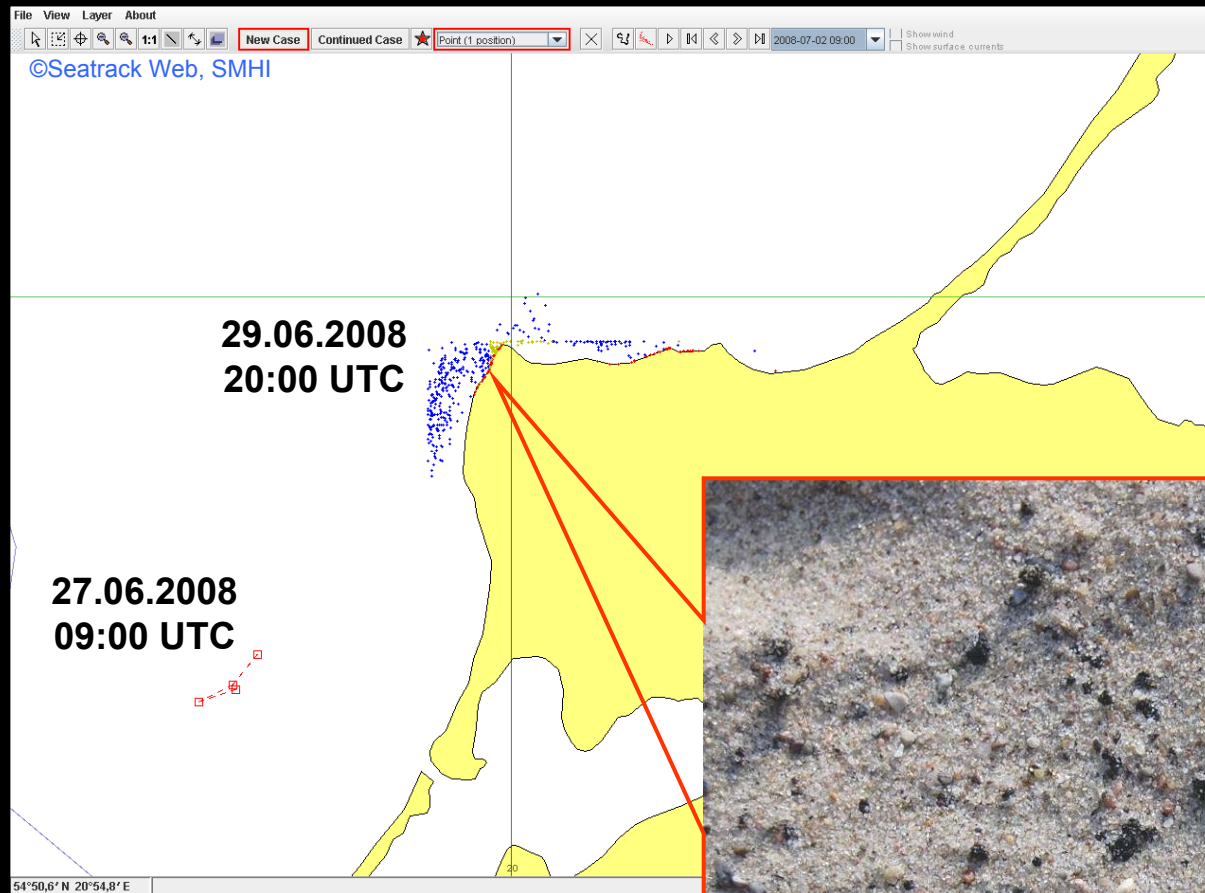 File View Layer About
1:1 New Case Continued Case Point (1 position) 2008-07-02 09:00 Show wind
Show surface currents
©Seatrack Web, SMHI
29.06.2008
20:00 UTC
27.06.2008
09:00 UTC
20
54°50,6' N 20°54,8' E